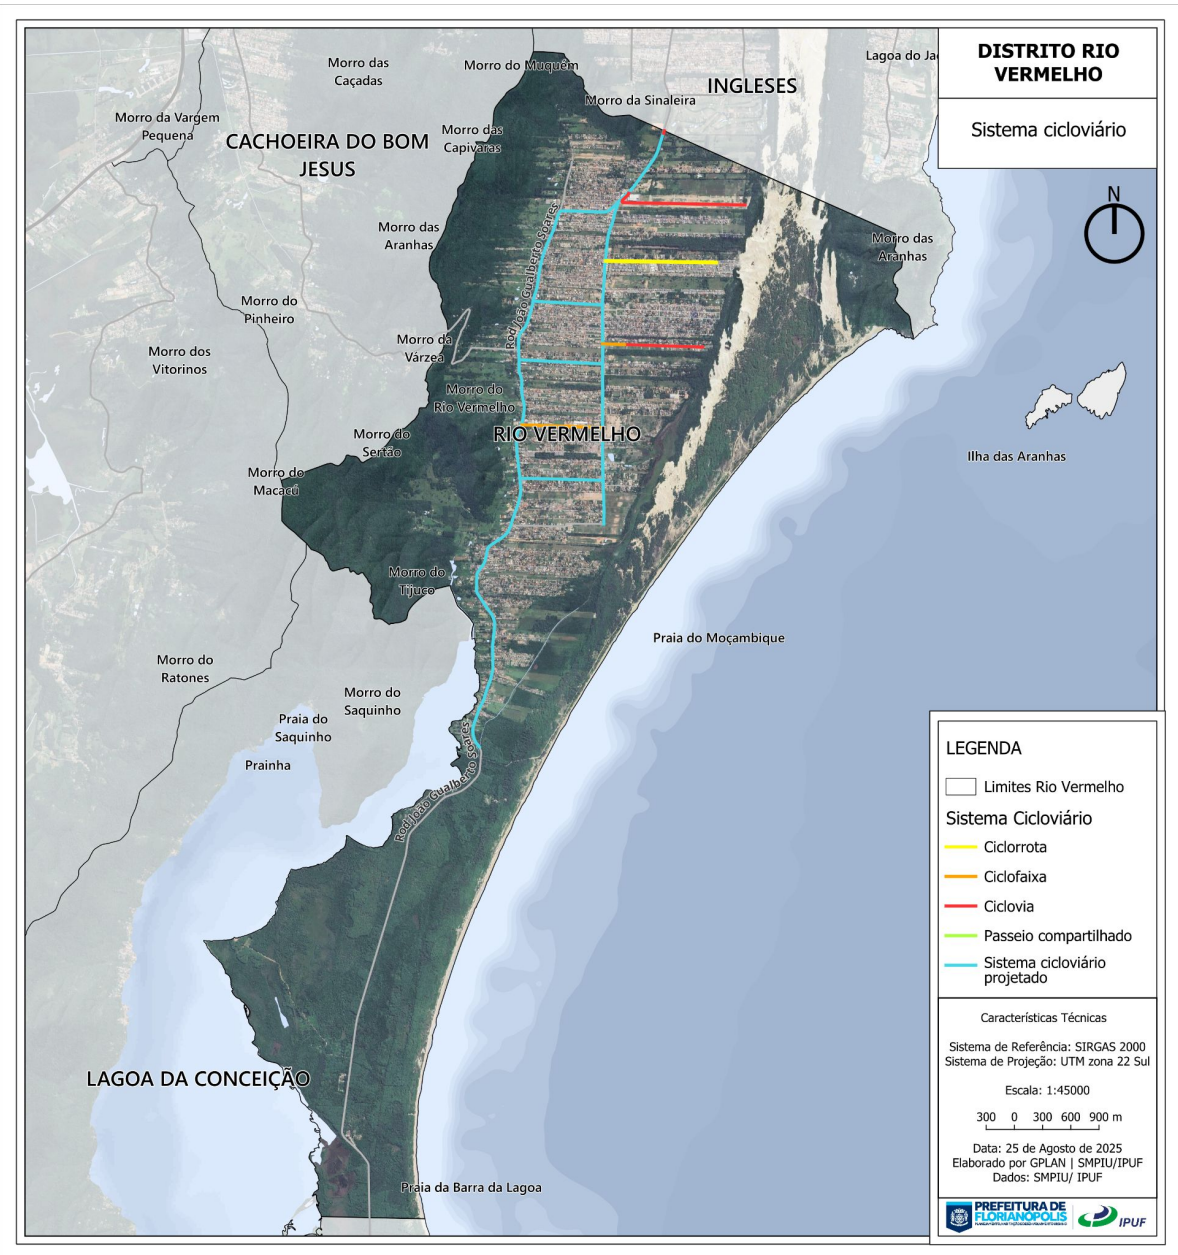 DISTRITO RIO
VERMELHO
Sistema cicloviário
N
Morro das
Caçadas
Morro do Muquém
INGLESES
Morro da Sinaleira
Morro da Vargem
Pequena
CACHOEIRA DO BOM
JESUS
Morro das
Capivaras
Morro das
Aranhas
Morro das
Aranhas
Rod João Gualberto Soares
Morro do
Pinheiro
Morro da
Várzea
Morro dos
Vitorinos
Morro do
Rio Vermelho
RIO VERMELHO
Morro do
Sertão
Ilha das Aranhas
Morro do
Macacú
Morro do
Tijuco
Praia do Moçambique
Morro do
Ratones
Morro do
Saquinho
Praia do
Saquinho
Prainha
Rod João Gualberto Soares
LAGOA DA CONCEIÇÃO
Praia da Barra da Lagoa
LEGENDA
Limites Rio Vermelho
Sistema Cicloviário
Ciclorrota
Ciclofaixa
Ciclovia
Passeio compartilhado
Sistema cicloviário
projetado
Características Técnicas
Sistema de Referência: SIRGAS 2000
Sistema de Projeção: UTM zona 22 Sul
Escala: 1:45000
300 0 300 600 900 m
Data: 25 de Agosto de 2025
Elaborado por GPLAN | SMPIU/IPUF
Dados: SMPIU/ IPUF
PREFEITURA DE
FLORIANÓPOLIS
IPUF
Lagoa do